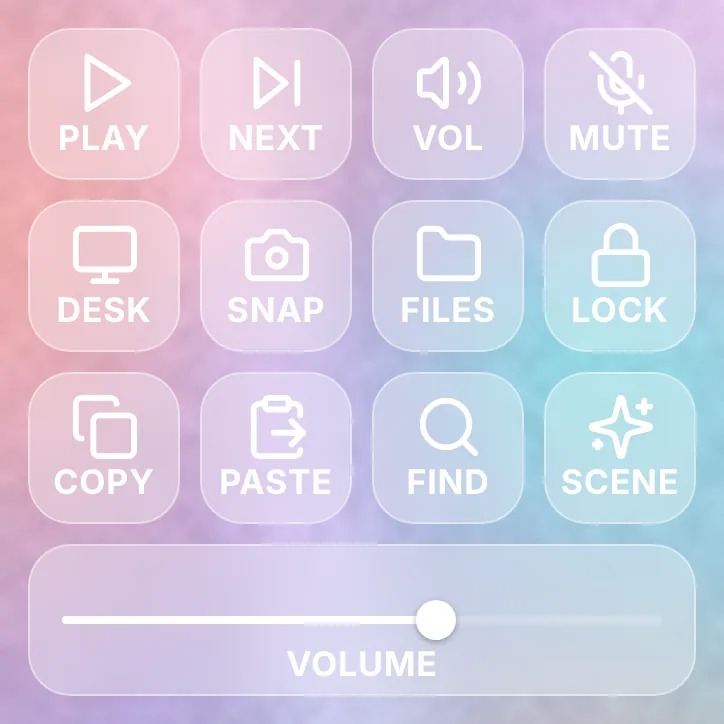 PLAY
NEXT
VOL
MUTE
DESK
SNAP
FILES
LOCK
COPY
PASTE
FIND
SCENE
VOLUME